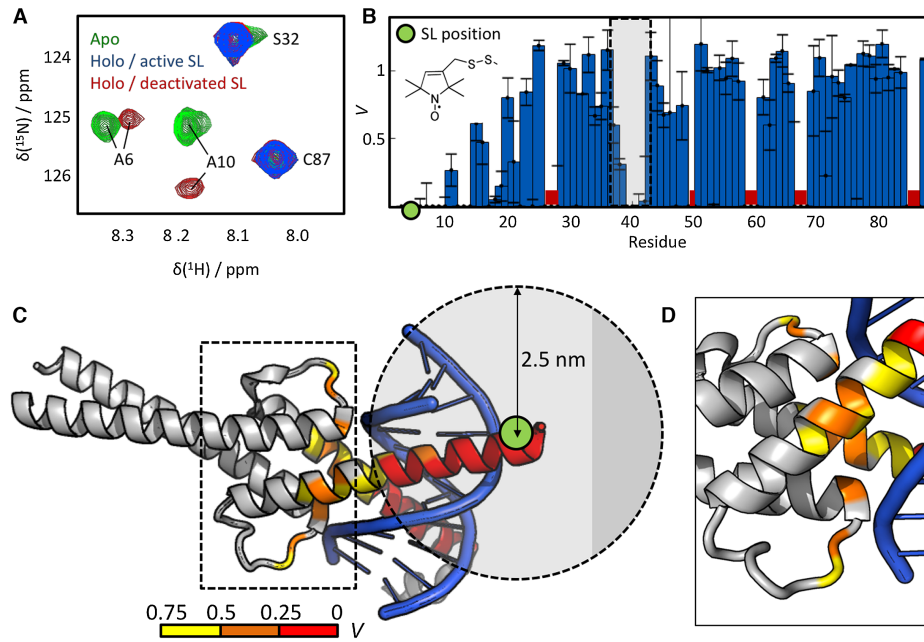 A
124
125
126
δ(¹⁵N) / ppm
Apo
Holo / active SL
Holo / deactivated SL
S32
A6
A10
C87
8.3
8 .2
8.1
8.0
δ(¹H) / ppm
B
SL position
S–S
N
O
V
1
0.5
10 20 30 40 50 60 70 80
Residue
C
2.5 nm
0.75 0.5 0.25 0
V
D